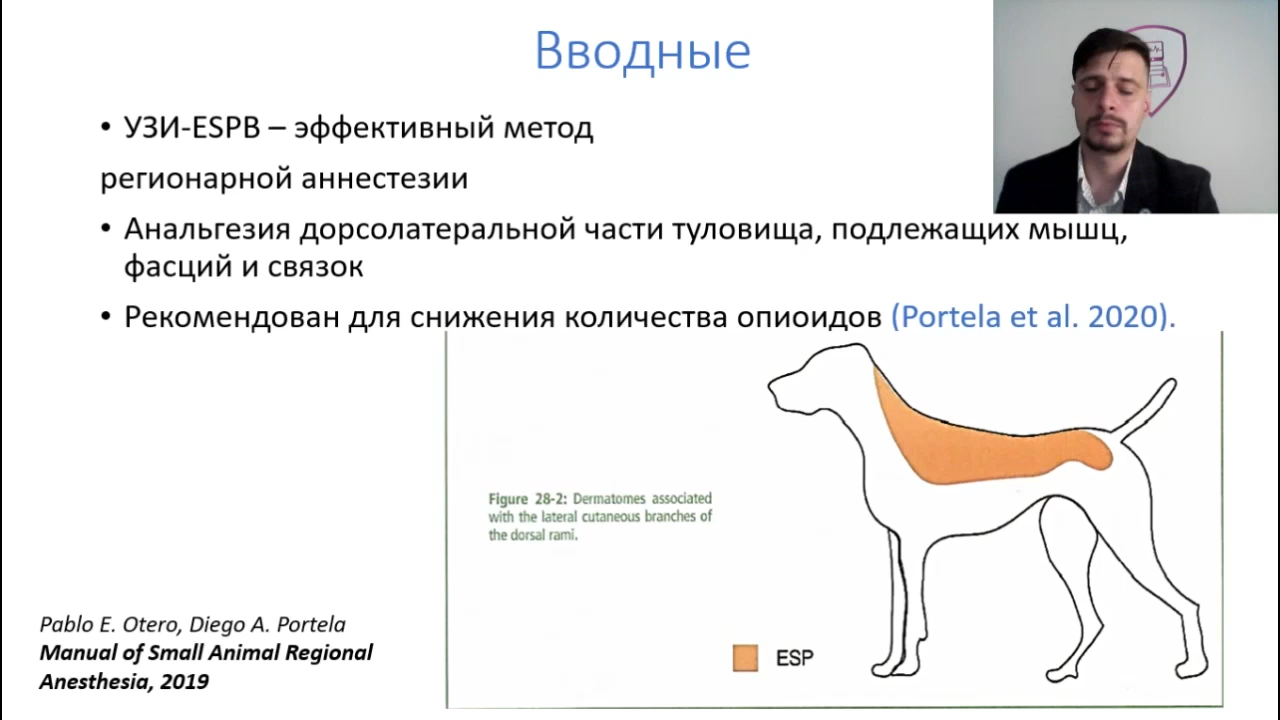 Вводные
• УЗИ-ESPB – эффективный метод
регионарной аннестезии
• Анальгезия дорсолатеральной части туловища, подлежащих мышц,
фасций и связок
• Рекомендован для снижения количества опиоидов (Portela et al. 2020).
Figure 28-2: Dermatomes associated
with the lateral cutaneous branches of
the dorsal rami.
ESP
Pablo E. Otero, Diego A. Portela
Manual of Small Animal Regional
Anesthesia, 2019